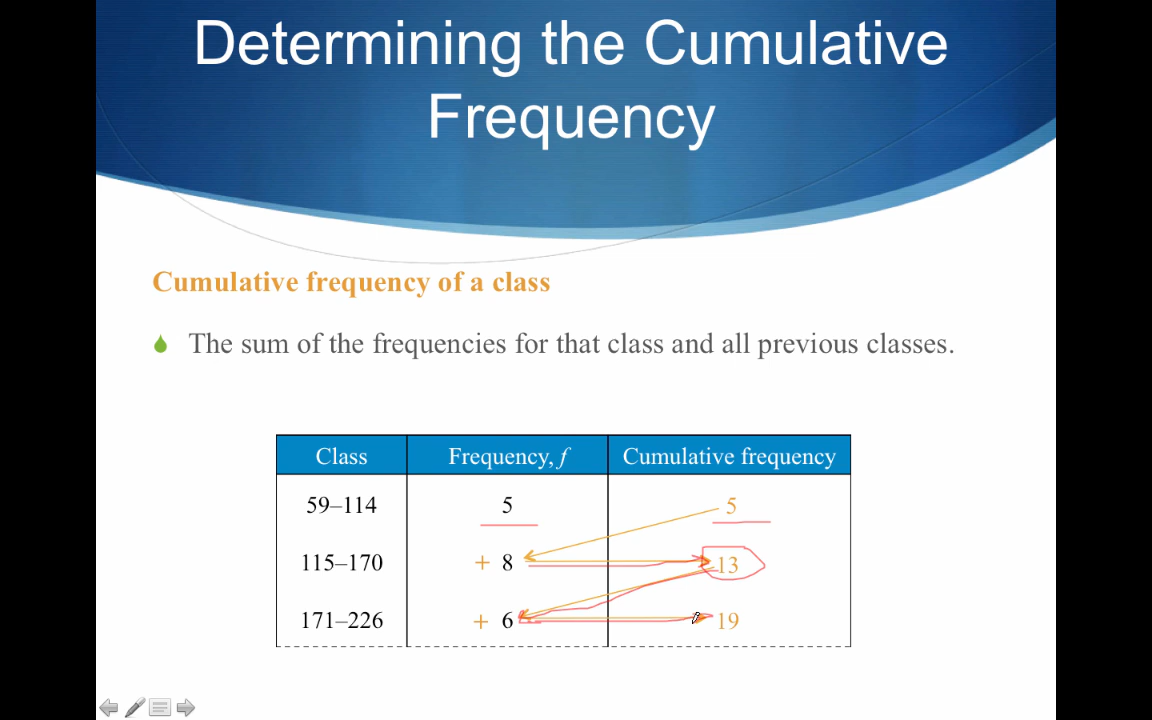 Determining the Cumulative
Frequency
Cumulative frequency of a class
The sum of the frequencies for that class and all previous classes.
Class Frequency, f Cumulative frequency
59–114 5 5
115–170 + 8 13
171–226 + 6 19